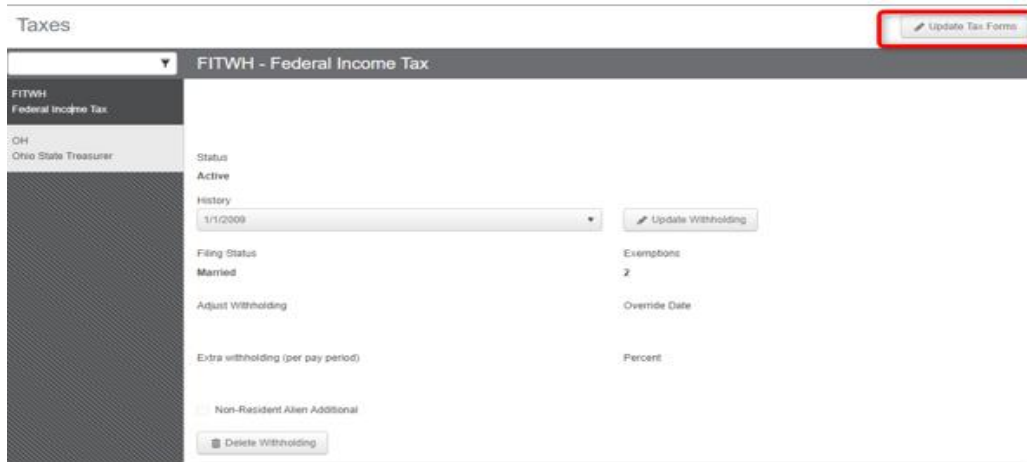 Taxes
Update Tax Forms
FITWH - Federal Income Tax
FITWH
Federal Income Tax
OH
Ohio State Treasurer
Status
Active
History
1/1/2009
Update Withholding
Filing Status
Exemptions
Married
2
Adjust Withholding
Override Date
Extra withholding (per pay period)
Percent
Non-Resident Alien Additional
Delete Withholding